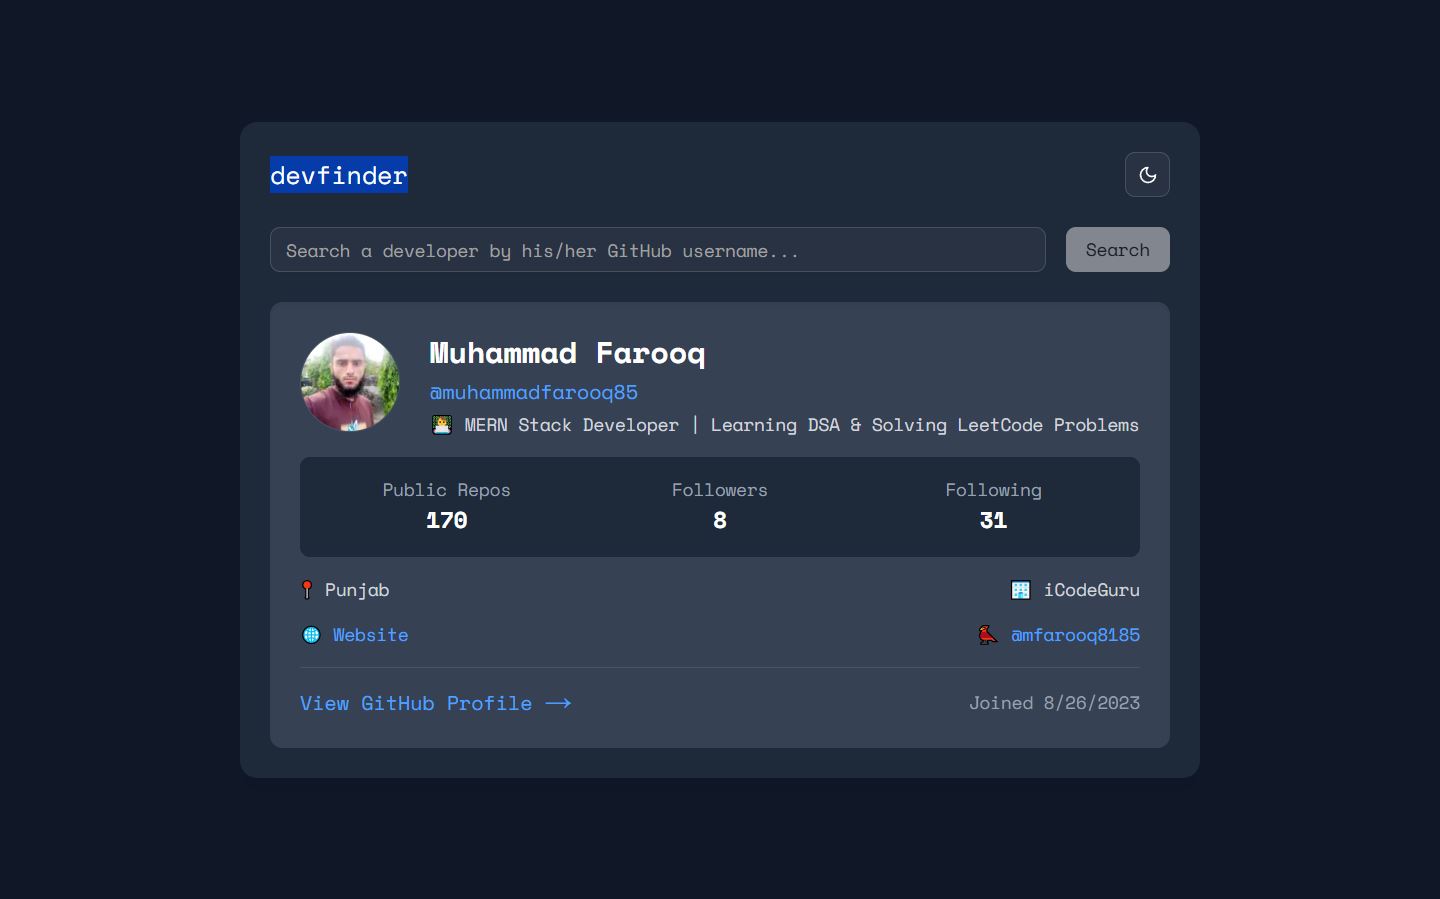 devfinder
Search a developer by his/her GitHub username...
Search
Muhammad Farooq
@muhammadfarooq85
👨‍💻 MERN Stack Developer | Learning DSA & Solving LeetCode Problems
Public Repos
170
Followers
8
Following
31
📍 Punjab
🏢 iCodeGuru
🌐 Website
🐦 @mfarooq8185
View GitHub Profile →
Joined 8/26/2023